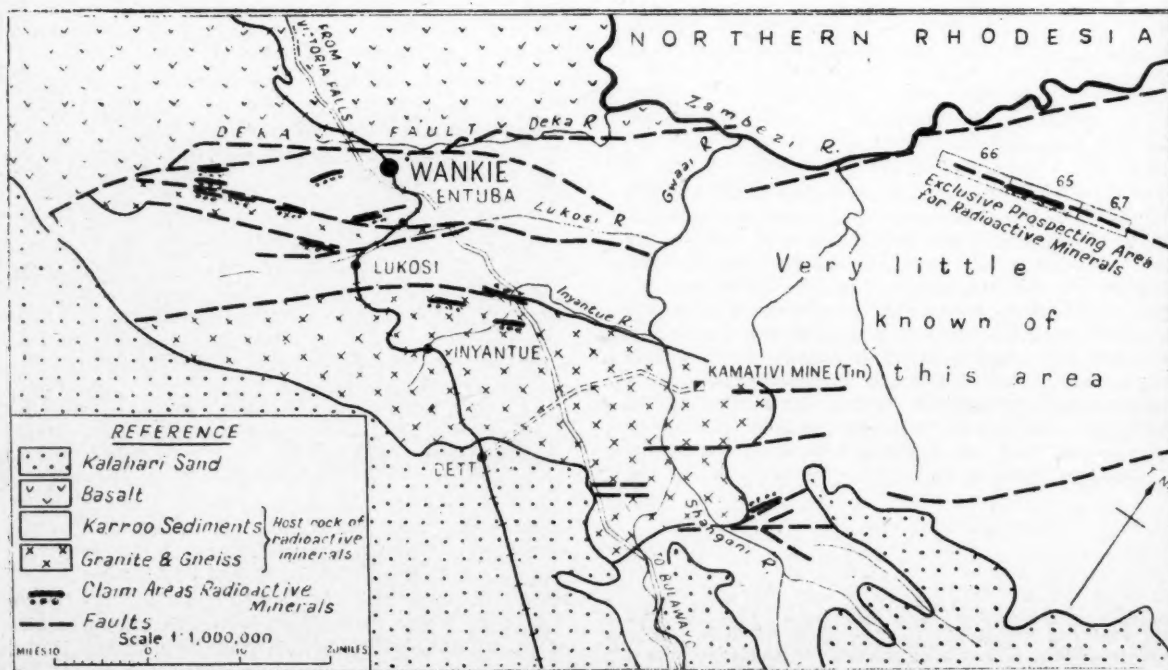 NORTHERN RHODESIA
FROM
VICTORIA FALLS
Zambezi R.
Deka R
DEKA FAULT
Gwaai R
WANKIE
ENTUBA
Lukosi R
66
65
67
Exclusive Prospecting Area
for Radioactive Minerals
LUKOSI
Very little
known of
this area
Inyantue R.
INYANTUE
KAMATIVI MINE (Tin)
DETT
Shangani R
TO BULAWAYO
N
REFERENCE
Kalahari Sand
Basalt
Karroo Sediments
Granite & Gneiss
Host rock of
radioactive
minerals
Claim Areas Radioactive
Minerals
Faults
Scale 1:1,000,000
MILES 10 0 10 20 MILES